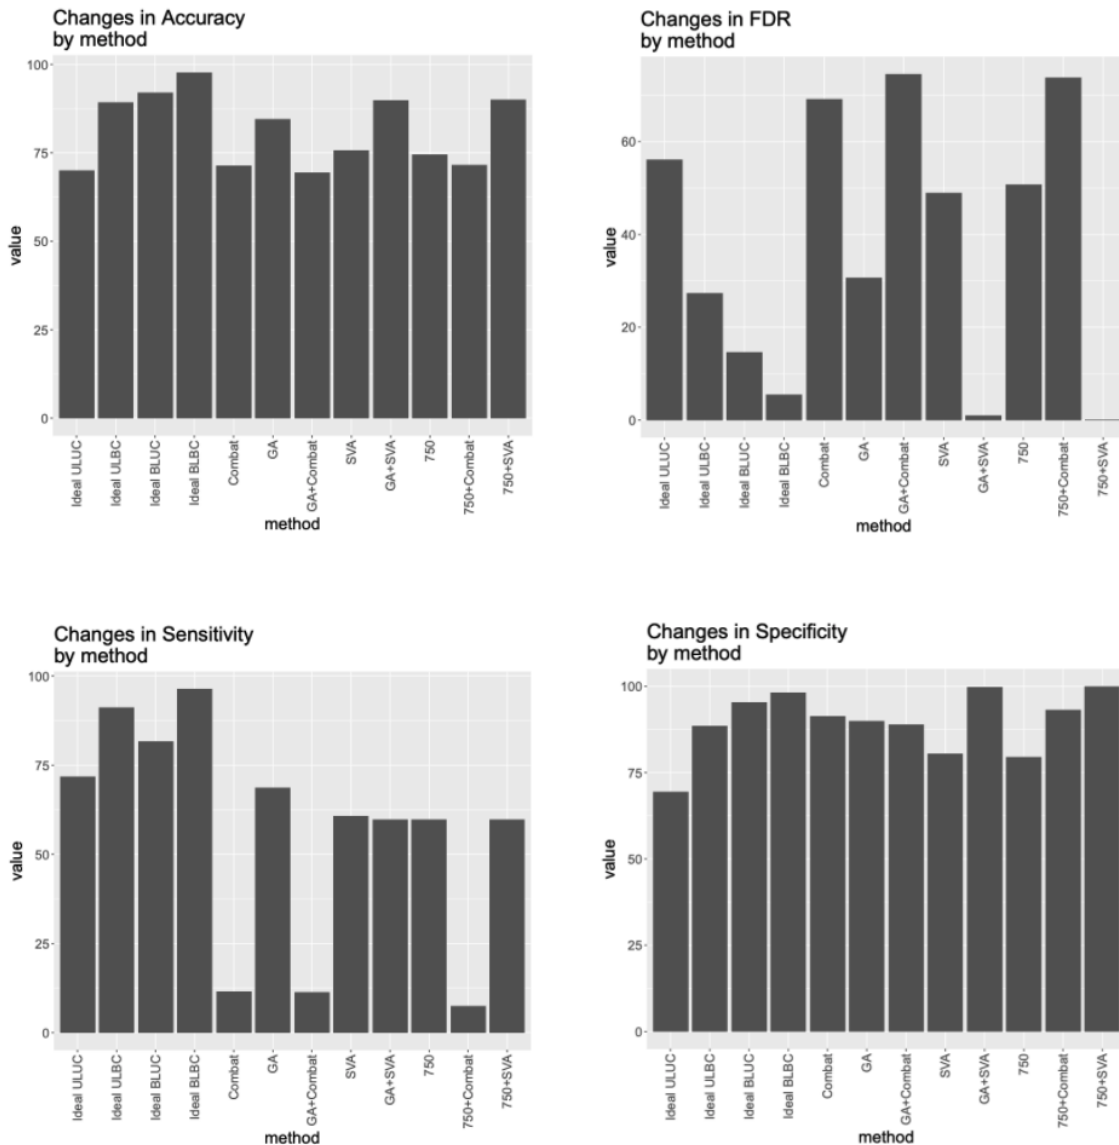 Changes in Accuracy
by method
value
100
75
50
25
0
Ideal ULUC
Ideal ULBC
Ideal BLUC
Ideal BLBC
Combat
GA
GA+Combat
SVA
GA+SVA
750
750+Combat
750+SVA
method
Changes in FDR
by method
value
60
40
20
0
Ideal ULUC
Ideal ULBC
Ideal BLUC
Ideal BLBC
Combat
GA
GA+Combat
SVA
GA+SVA
750
750+Combat
750+SVA
method
Changes in Sensitivity
by method
value
100
75
50
25
0
Ideal ULUC
Ideal ULBC
Ideal BLUC
Ideal BLBC
Combat
GA
GA+Combat
SVA
GA+SVA
750
750+Combat
750+SVA
method
Changes in Specificity
by method
value
100
75
50
25
0
Ideal ULUC
Ideal ULBC
Ideal BLUC
Ideal BLBC
Combat
GA
GA+Combat
SVA
GA+SVA
750
750+Combat
750+SVA
method